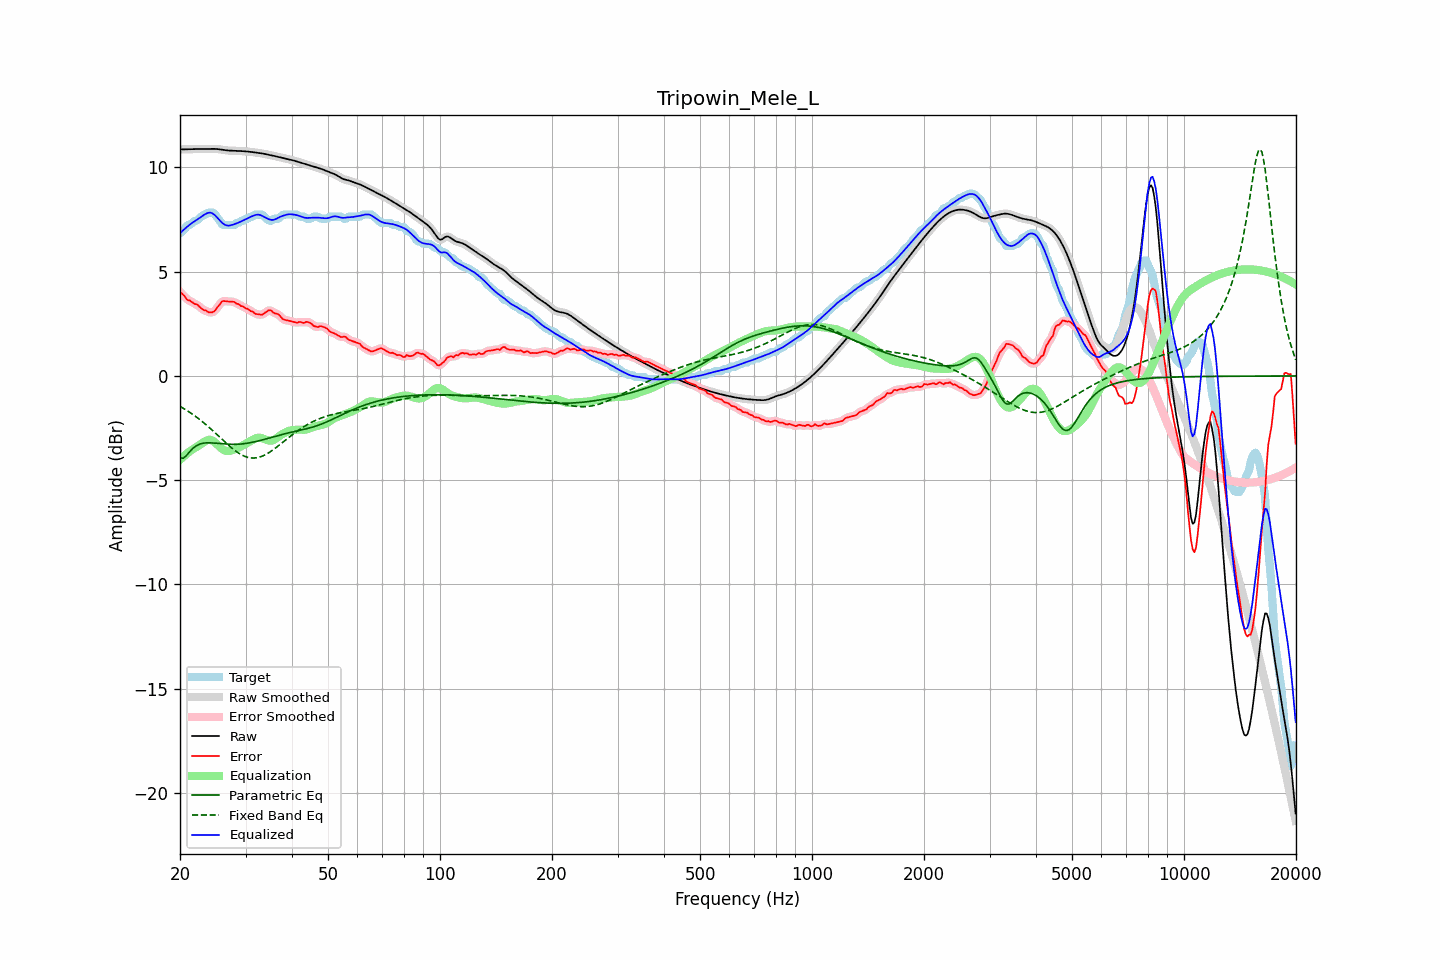 Tripowin_Mele_L
Amplitude (dBr)
10
5
0
−5
−10
−15
−20
Target
Raw Smoothed
Error Smoothed
Raw
Error
Equalization
Parametric Eq
Fixed Band Eq
Equalized
20 50 100 200 500 1000 2000 5000 10000 20000
Frequency (Hz)